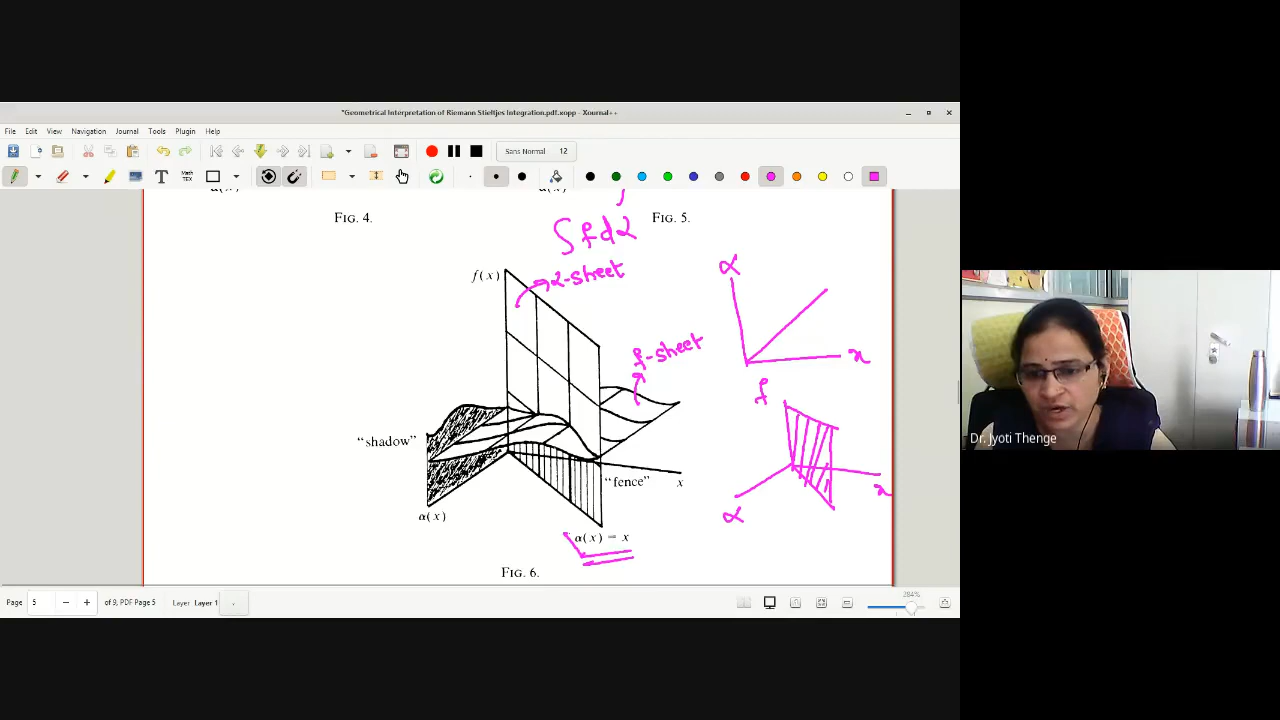 *Geometrical Interpretation of Riemann Stieltjes Integration.pdf.xopp - Xournal++
File Edit View Navigation Journal Tools Plugin Help
Sans Normal 12
α(x) α(x)
FIG. 4. FIG. 5.
∫fdα
f(x)
α-sheet
f-sheet
α
x
f
"shadow"
"fence" x
α(x)
α(x) = x
FIG. 6.
x
α
Dr. Jyoti Thenge
Page 5 of 9, PDF Page 5 Layer Layer 1
284%